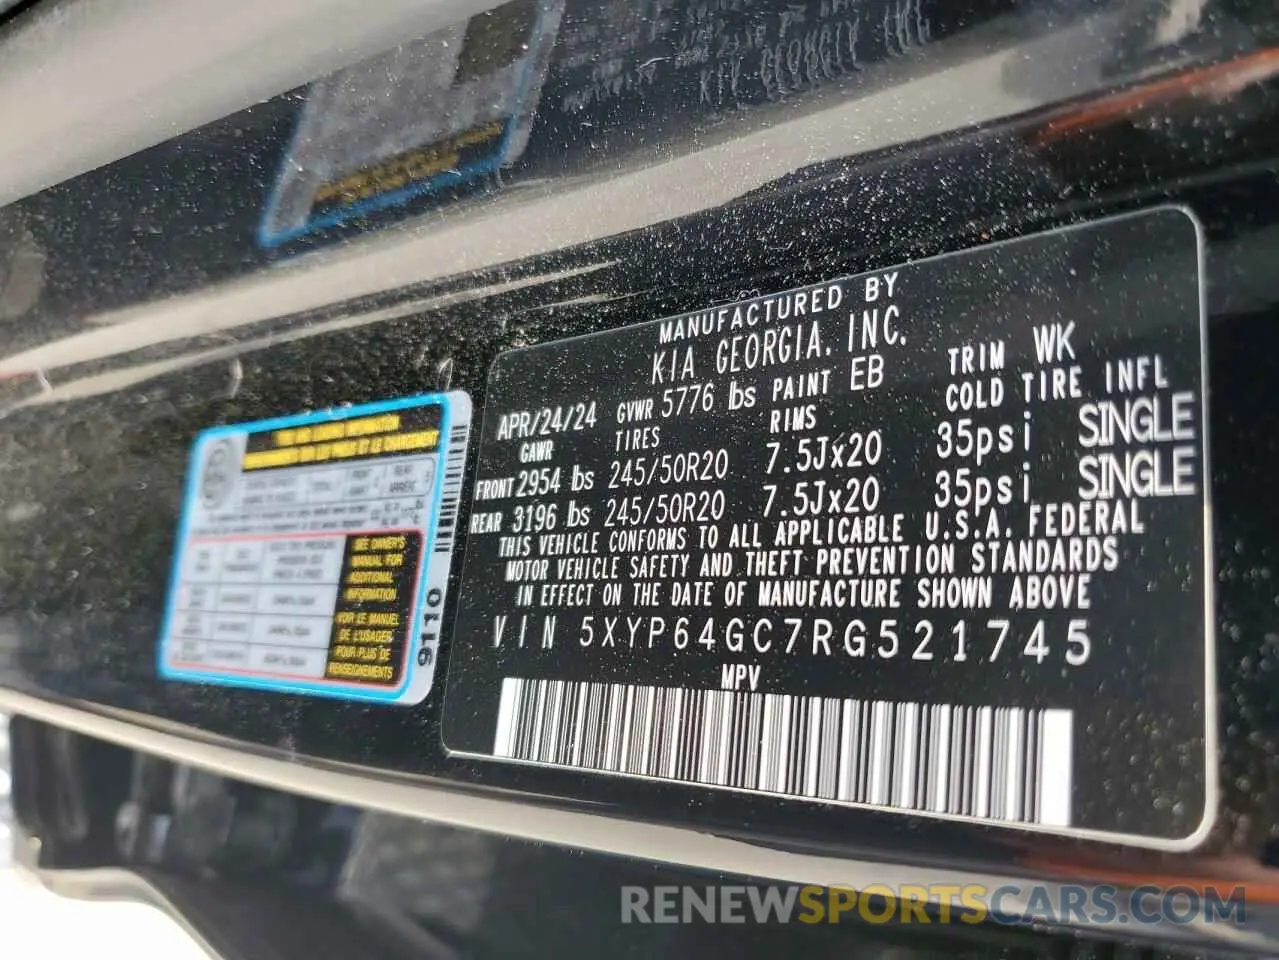 MANUFACTURED BY
KIA GEORGIA, INC.
APR/24/24 GVWR 5776 lbs PAINT EB TRIM WK
GAWR TIRES RIMS COLD TIRE INFL
FRONT 2954 lbs 245/50R20 7.5Jx20 35psi SINGLE
REAR 3196 lbs 245/50R20 7.5Jx20 35psi SINGLE
THIS VEHICLE CONFORMS TO ALL APPLICABLE U.S.A. FEDERAL
MOTOR VEHICLE SAFETY AND THEFT PREVENTION STANDARDS
IN EFFECT ON THE DATE OF MANUFACTURE SHOWN ABOVE
VIN 5XYP64GC7RG521745
MPV
TIRE AND LOADING INFORMATION
SEE OWNER'S
MANUAL FOR
ADDITIONAL
INFORMATION
VOIR LE MANUEL
DE L'USAGER
POUR PLUS DE
RENSEIGNEMENTS
9110
RENEWSPORTSCARS.COM